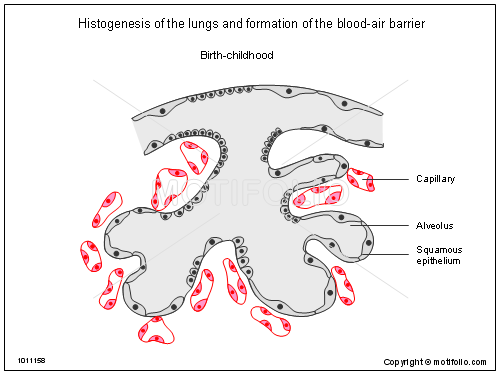 Histogenesis of the lungs and formation of the blood-air barrier
Birth-childhood
MOTIFOLIO
Capillary
Alveolus
Squamous
epithelium
1011158
Copyright © motifolio.com